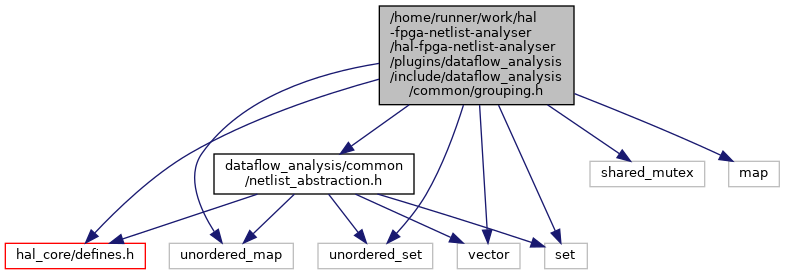 /home/runner/work/hal
-fpga-netlist-analyser
/hal-fpga-netlist-analyser
/plugins/dataflow_analysis
/include/dataflow_analysis
/common/grouping.h
dataflow_analysis/common
/netlist_abstraction.h
shared_mutex
map
hal_core/defines.h
unordered_map
unordered_set
vector
set